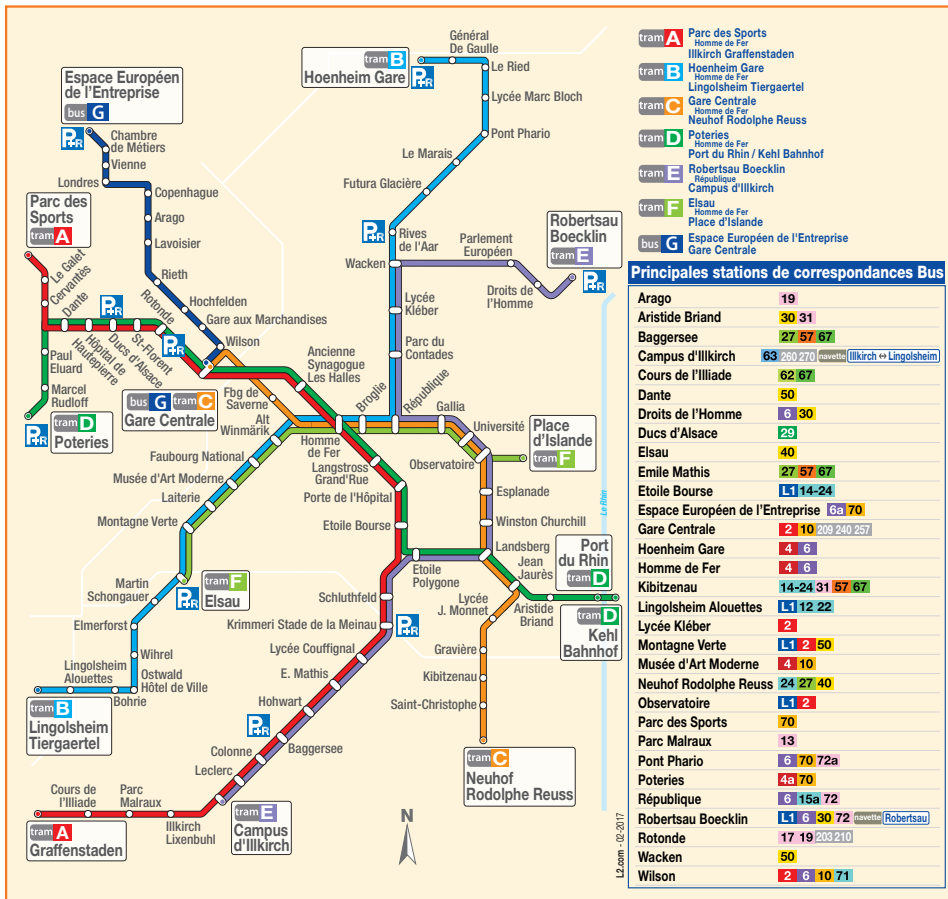 Espace Européen
de l'Entreprise
bus G
P+R
Chambre
de Métiers
Vienne
Londres
Copenhague
Arago
Lavoisier
Rieth
Hochfelden
Gare aux Marchandises
Wilson
Parc des
Sports
tram A
Le Galet
Cervantès
Dante
Hôpital de
Hautepierre
Ducs d'Alsace
St-Florent
Rotonde
P+R
P+R
Paul
Eluard
Marcel
Rudloff
P+R
tram D
Poteries
bus G tram C
Gare Centrale
tram B
Hoenheim Gare
P+R
Général
De Gaulle
Le Ried
Lycée Marc Bloch
Pont Phario
Le Marais
Futura Glacière
P+R
Rives
de l'Aar
Wacken
Parlement
Européen
Droits de
l'Homme
Robertsau
Boecklin
tram E
P+R
Lycée
Kléber
Parc du
Contades
Ancienne
Synagogue
Les Halles
Fbg de
Saverne
Alt
Winmärik
Faubourg National
Musée d'Art Moderne
Laiterie
Montagne Verte
Martin
Schongauer
P+R
tram F
Elsau
Elmerforst
Wihrel
Ostwald
Hôtel de Ville
Lingolsheim
Alouettes
Bohrie
tram B
Lingolsheim
Tiergaertel
Broglie
République
Gallia
Université
Place
d'Islande
tram F
Observatoire
Homme
de Fer
Langstross
Grand'Rue
Porte de l'Hôpital
Etoile Bourse
Esplanade
Winston Churchill
Landsberg
Jean
Jaurès
Port
du Rhin
tram D
tram D
Kehl
Bahnhof
Le Rhin
Etoile
Polygone
Aristide
Briand
Lycée
J. Monnet
Gravière
Kibitzenau
Saint-Christophe
tram C
Neuhof
Rodolphe Reuss
Schluthfeld
Krimmeri Stade de la Meinau
P+R
Lycée Couffignal
E. Mathis
Hohwart
P+R
Baggersee
Colonne
Leclerc
tram E
Campus
d'Illkirch
Illkirch
Lixenbuhl
Parc
Malraux
Cours de
l'Illiade
tram A
Graffenstaden
N
L2.com - 02-2017
tram A Parc des Sports
Homme de Fer
Illkirch Graffenstaden
tram B Hoenheim Gare
Homme de Fer
Lingolsheim Tiergaertel
tram C Gare Centrale
Homme de Fer
Neuhof Rodolphe Reuss
tram D Poteries
Homme de Fer
Port du Rhin / Kehl Bahnhof
tram E Robertsau Boecklin
République
Campus d'Illkirch
tram F Elsau
Homme de Fer
Place d'Islande
bus G Espace Européen de l'Entreprise
Gare Centrale
Principales stations de correspondances Bus
Arago 19
Aristide Briand 30 31
Baggersee 27 57 67
Campus d'Illkirch 63 260 270 navette Illkirch ↔ Lingolsheim
Cours de l'Illiade 62 67
Dante 50
Droits de l'Homme 6 30
Ducs d'Alsace 29
Elsau 40
Emile Mathis 27 57 67
Etoile Bourse L1 14-24
Espace Européen de l'Entreprise 6a 70
Gare Centrale 2 10 209 240 257
Hoenheim Gare 4 6
Homme de Fer 4 6
Kibitzenau 14-24 31 57 67
Lingolsheim Alouettes L1 12 22
Lycée Kléber 2
Montagne Verte L1 2 50
Musée d'Art Moderne 4 10
Neuhof Rodolphe Reuss 24 27 40
Observatoire L1 2
Parc des Sports 70
Parc Malraux 13
Pont Phario 6 70 72a
Poteries 4a 70
République 6 15a 72
Robertsau Boecklin L1 6 30 72 navette Robertsau
Rotonde 17 19 203 210
Wacken 50
Wilson 2 6 10 71